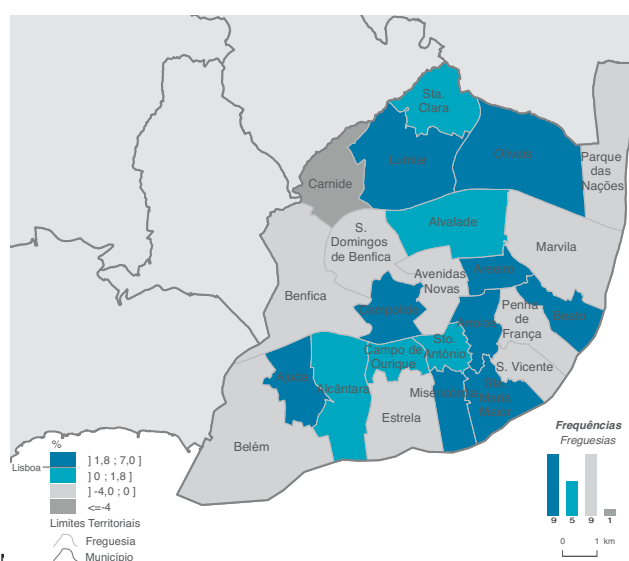 Sta.
Clara
Lumiar
Olivais
Parque
das
Nações
Carnide
Alvalade
S.
Domingos
de Benfica
Marvila
Avenidas
Novas
Areeiro
Benfica
Campolide
Arroios
Penha
de
França
Beato
Sto.
António
Campo de
Ourique
S. Vicente
Ajuda
Alcântara
Misericórdia
Sta.
Maria
Maior
Estrela
Belém
%
Lisboa
] 1,8 ; 7,0 ]
] 0 ; 1,8 ]
] -4,0 ; 0 ]
<=-4
Limites Territoriais
Freguesia
Município
Frequências
Freguesias
9 5 9 1
0 1 km